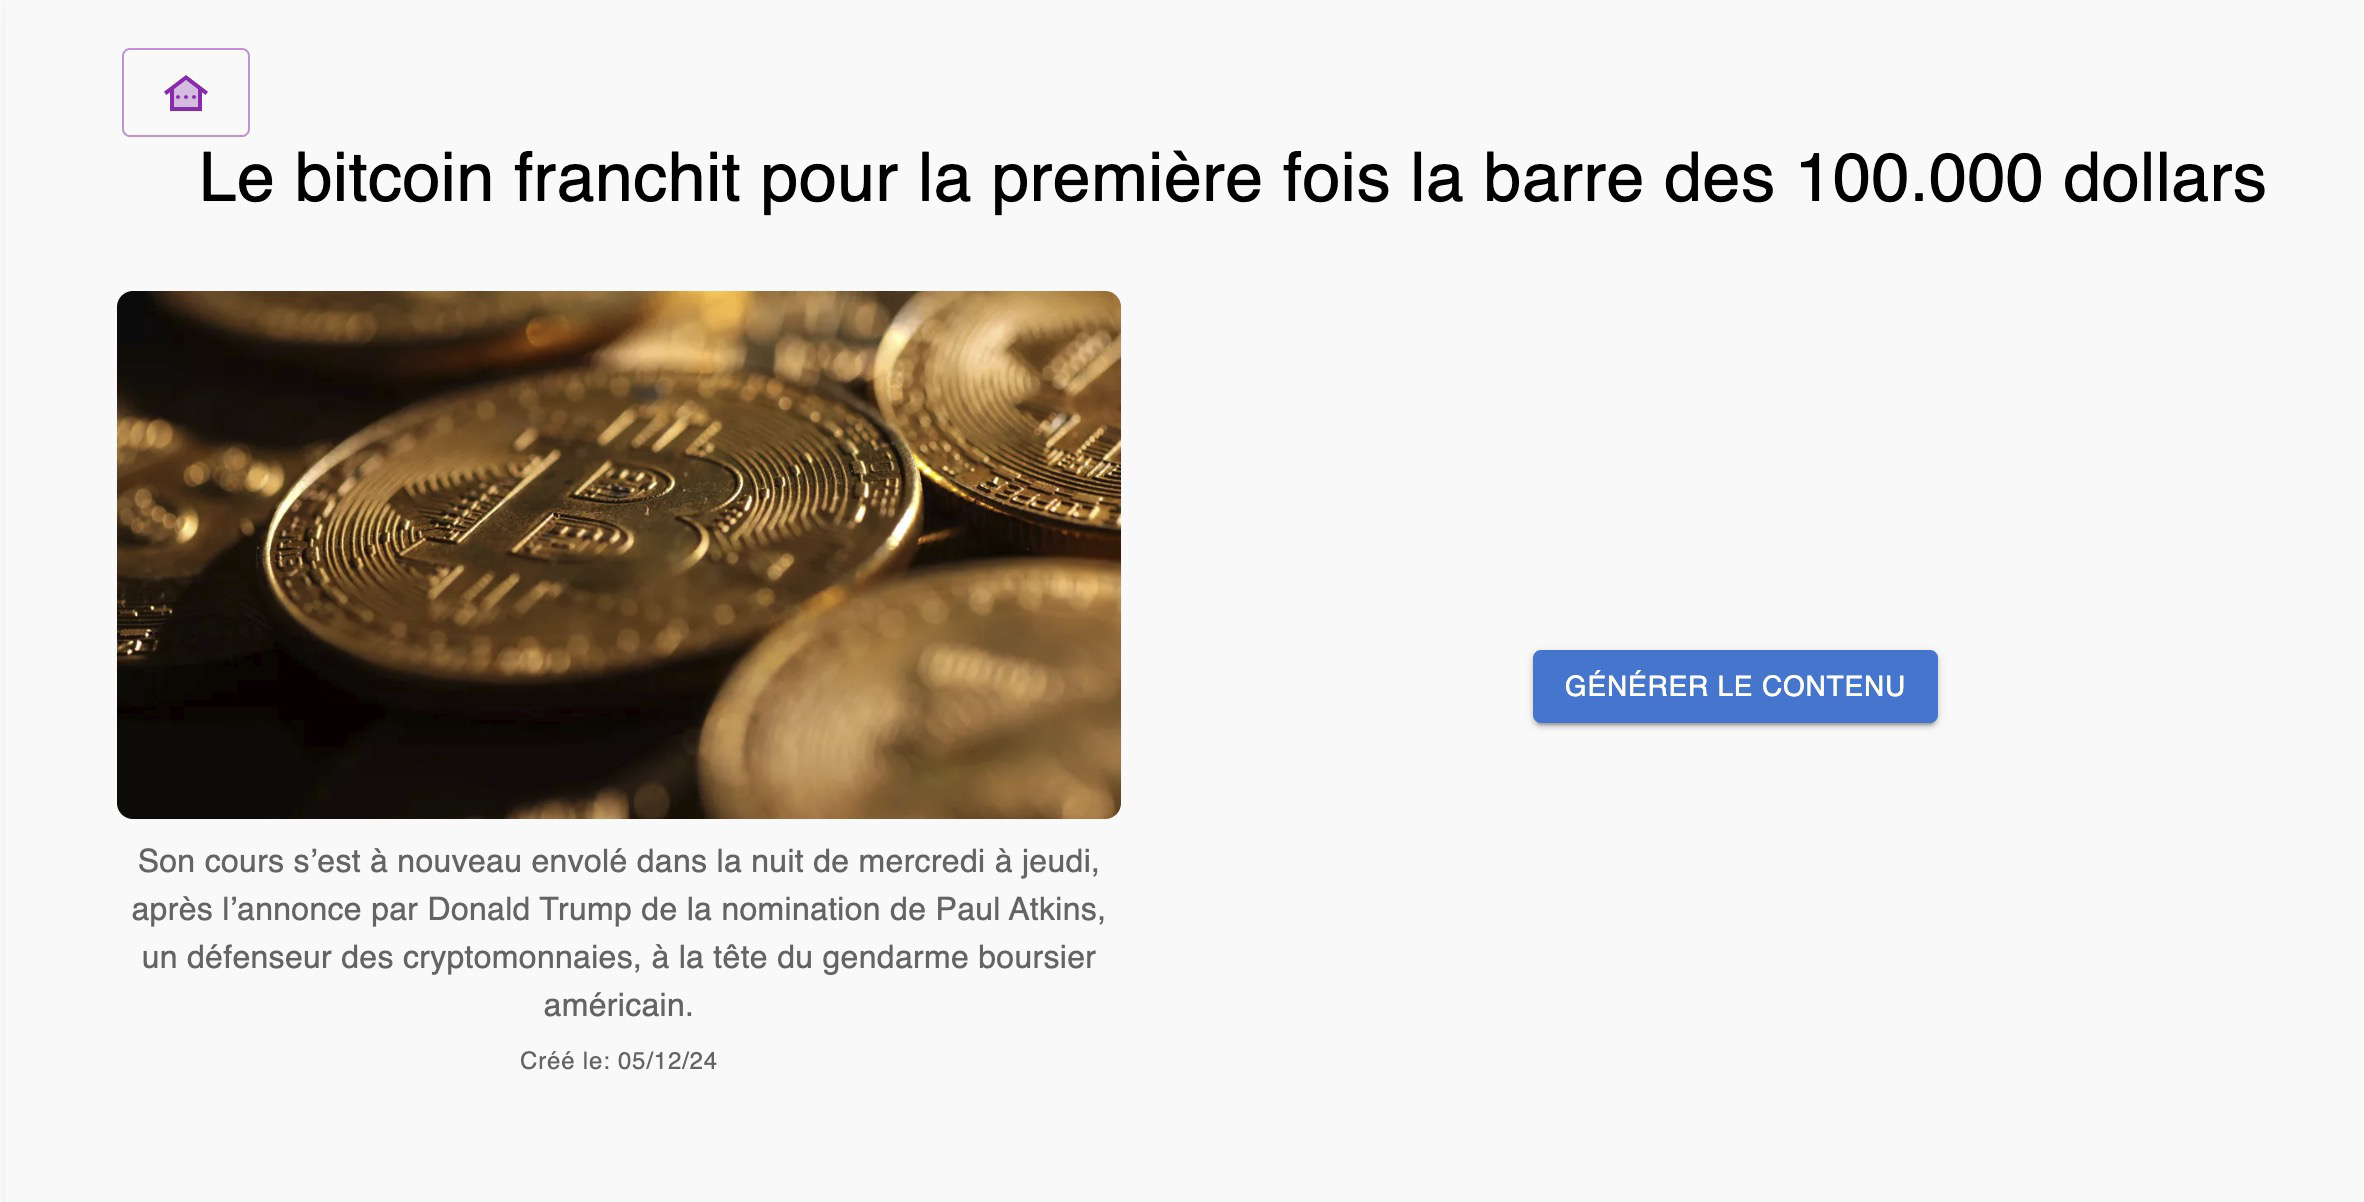 Le bitcoin franchit pour la première fois la barre des 100.000 dollars
Son cours s’est à nouveau envolé dans la nuit de mercredi à jeudi,
après l’annonce par Donald Trump de la nomination de Paul Atkins,
un défenseur des cryptomonnaies, à la tête du gendarme boursier
américain.
Créé le: 05/12/24
GÉNÉRER LE CONTENU